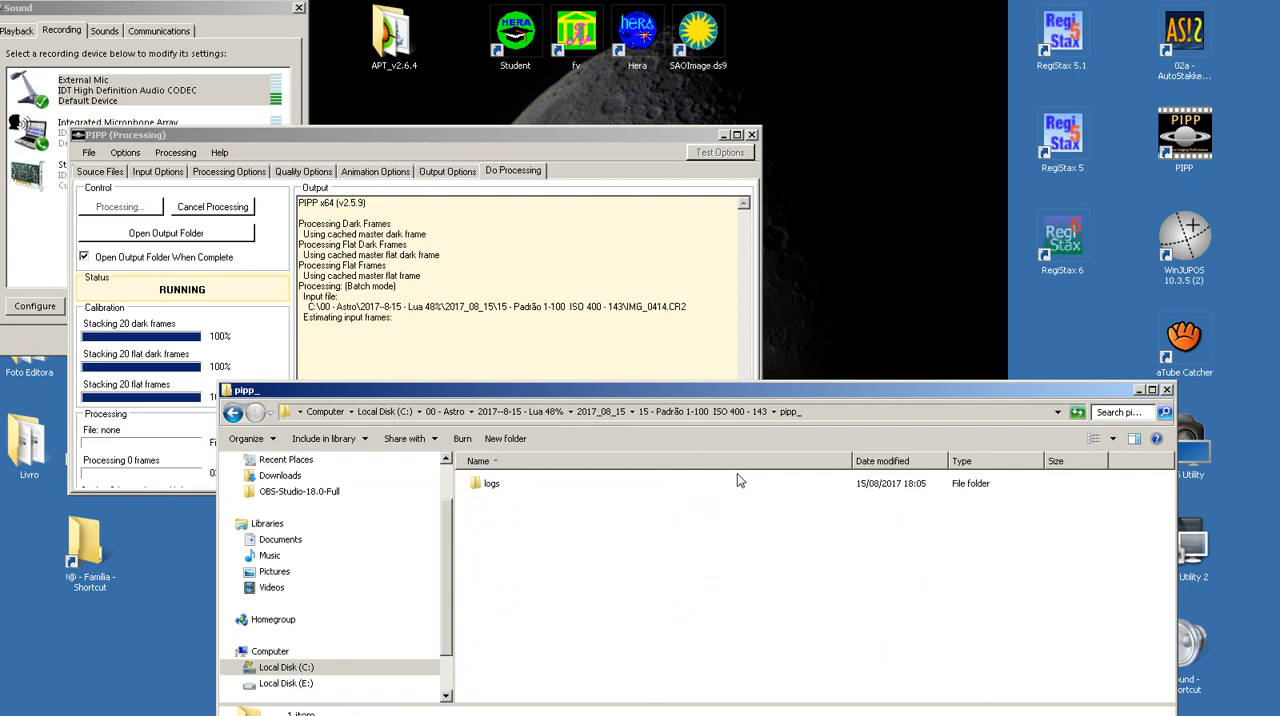 Sound
Playback Recording Sounds Communications
Select a recording device below to modify its settings:
External Mic
IDT High Definition Audio CODEC
Default Device
Integrated Microphone Array
Configure
APT_v2.6.4
Student
fv
Hera
SAOImage ds9
RegiStax 5.1
02a -
AutoStakke...
RegiStax 5
PIPP
RegiStax 6
WinJUPOS
10.3.5 (2)
aTube Catcher
Foto Editora
Livro
!@ - Família -
Shortcut
Utility 2
PIPP (Processing)
File Options Processing Help
Test Options
Source Files Input Options Processing Options Quality Options Animation Options Output Options Do Processing
Control
Processing... Cancel Processing
Open Output Folder
Open Output Folder When Complete
Status
RUNNING
Calibration
Stacking 20 dark frames
100%
Stacking 20 flat dark frames
100%
Stacking 20 flat frames
Processing
File: none
Processing 0 frames
Output
PIPP x64 (v2.5.9)
Processing Dark Frames
Using cached master dark frame
Processing Flat Dark Frames
Using cached master flat dark frame
Processing Flat Frames
Using cached master flat frame
Processing: (Batch mode)
Input file:
C:\00 - Astro\2017--8-15 - Lua 48%\2017_08_15\15 - Padrão 1-100 ISO 400 - 143\IMG_0414.CR2
Estimating input frames:
pipp_
Computer Local Disk (C:) 00 - Astro 2017--8-15 - Lua 48% 2017_08_15 15 - Padrão 1-100 ISO 400 - 143 pipp_
Search pi...
Organize Include in library Share with Burn New folder
Recent Places
Downloads
OBS-Studio-18.0-Full
Libraries
Documents
Music
Pictures
Videos
Homegroup
Computer
Local Disk (C:)
Local Disk (E:)
Name Date modified Type Size
logs 15/08/2017 18:05 File folder
1 item